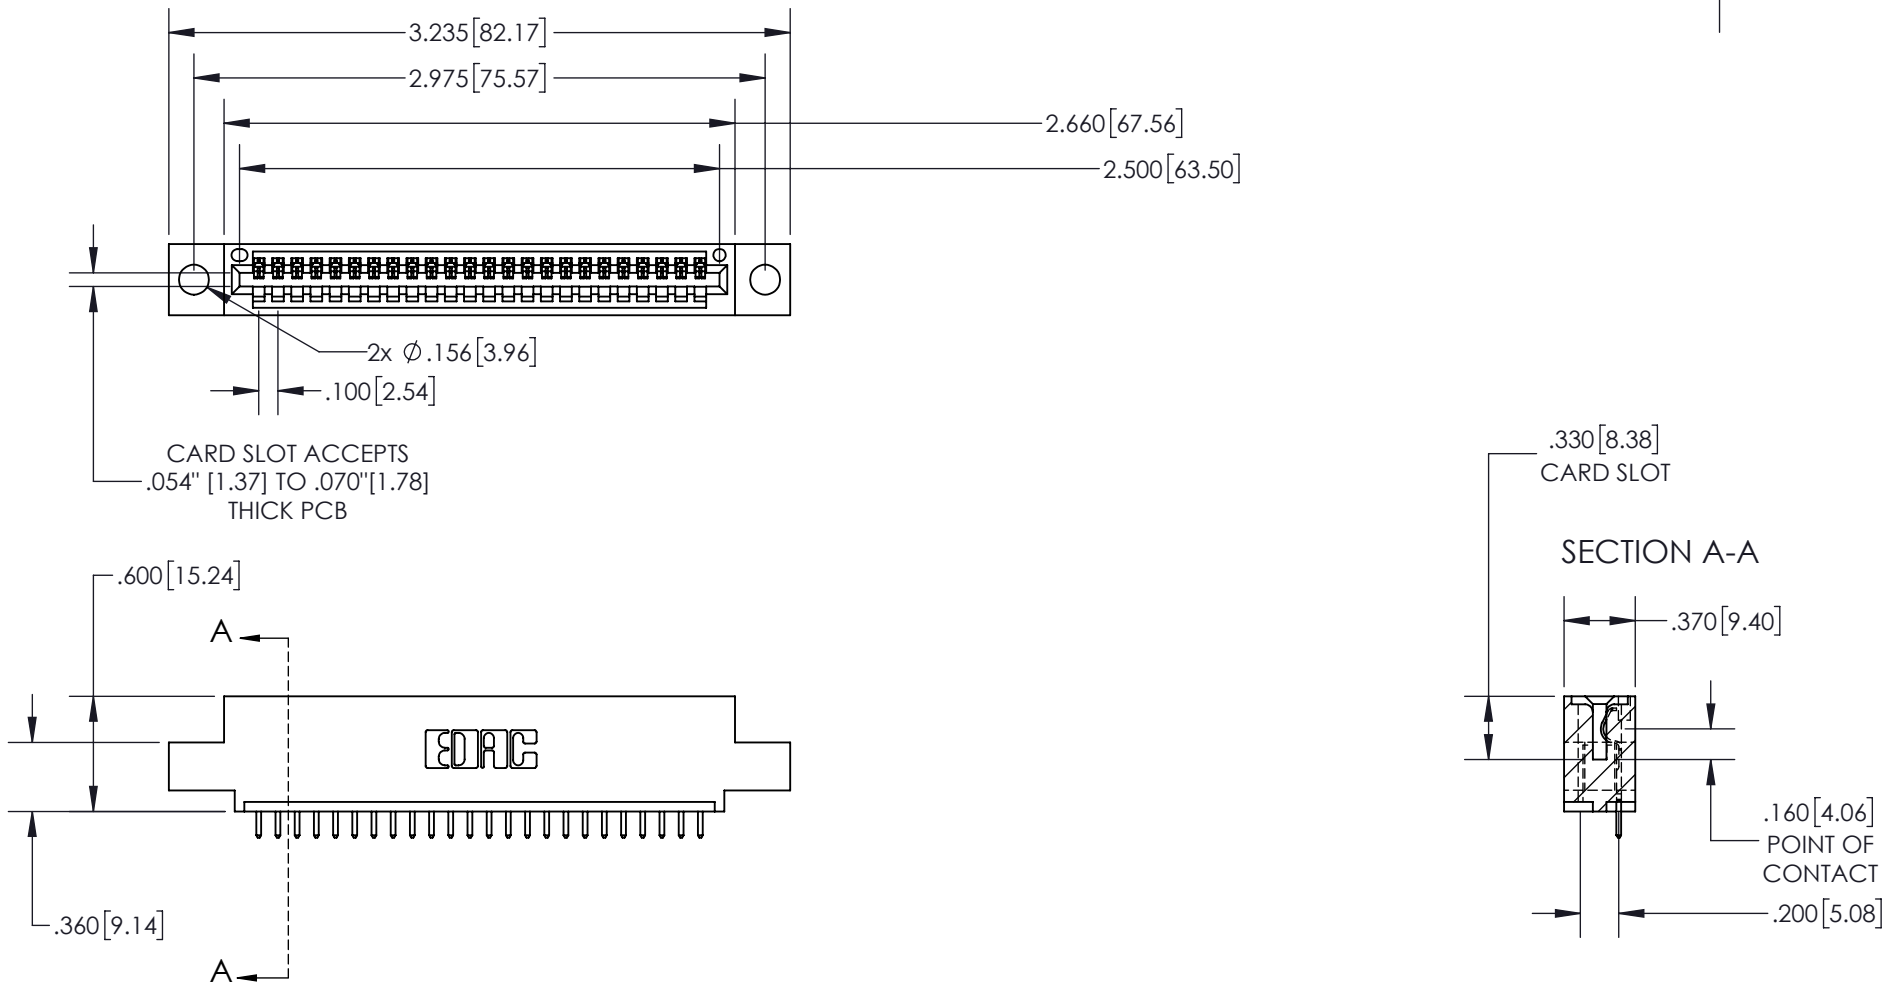 3.235[82.17]
2.975[75.57]
2.660[67.56]
2.500[63.50]
2x Ø.156[3.96]
.100[2.54]
CARD SLOT ACCEPTS
.054" [1.37] TO .070"[1.78]
THICK PCB
.330[8.38]
CARD SLOT
SECTION A-A
.600[15.24]
A
.370[9.40]
EDAC
.160[4.06]
POINT OF
CONTACT
.200[5.08]
.360[9.14]
A